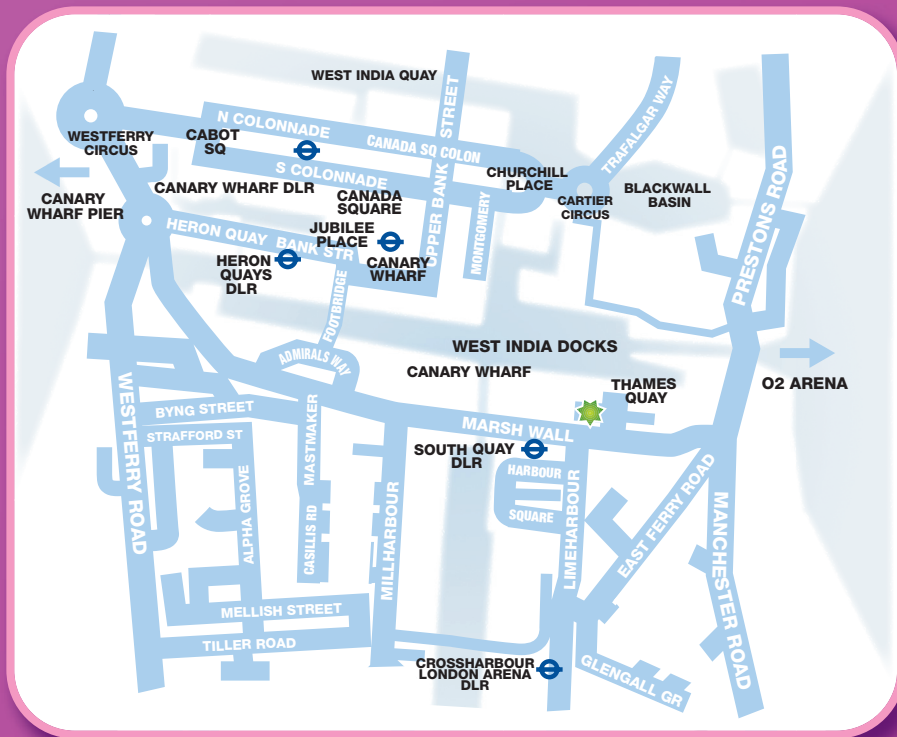 WEST INDIA QUAY
UPPER BANK STREET
TRAFALGAR WAY
N COLONNADE
CANADA SQ COLON
WESTFERRY
CIRCUS
CABOT
SQ
S COLONNADE
CHURCHILL
PLACE
CARTIER
CIRCUS
BLACKWALL
BASIN
PRESTONS ROAD
CANARY
WHARF PIER
CANARY WHARF DLR
CANADA
SQUARE
MONTGOMERY
HERON QUAY
BANK STR
JUBILEE
PLACE
HERON
QUAYS
DLR
CANARY
WHARF
FOOTBRIDGE
ADMIRALS WAY
WEST INDIA DOCKS
CANARY WHARF
THAMES
QUAY
O2 ARENA
WESTFERRY ROAD
BYNG STREET
STRAFFORD ST
ALPHA GROVE
MASTMAKER
CASILLIS RD
MILLHARBOUR
MARSH WALL
SOUTH QUAY
DLR
HARBOUR
SQUARE
LIMEHARBOUR
EAST FERRY ROAD
MANCHESTER ROAD
MELLISH STREET
TILLER ROAD
CROSSHARBOUR
LONDON ARENA
DLR
GLENGALL GR